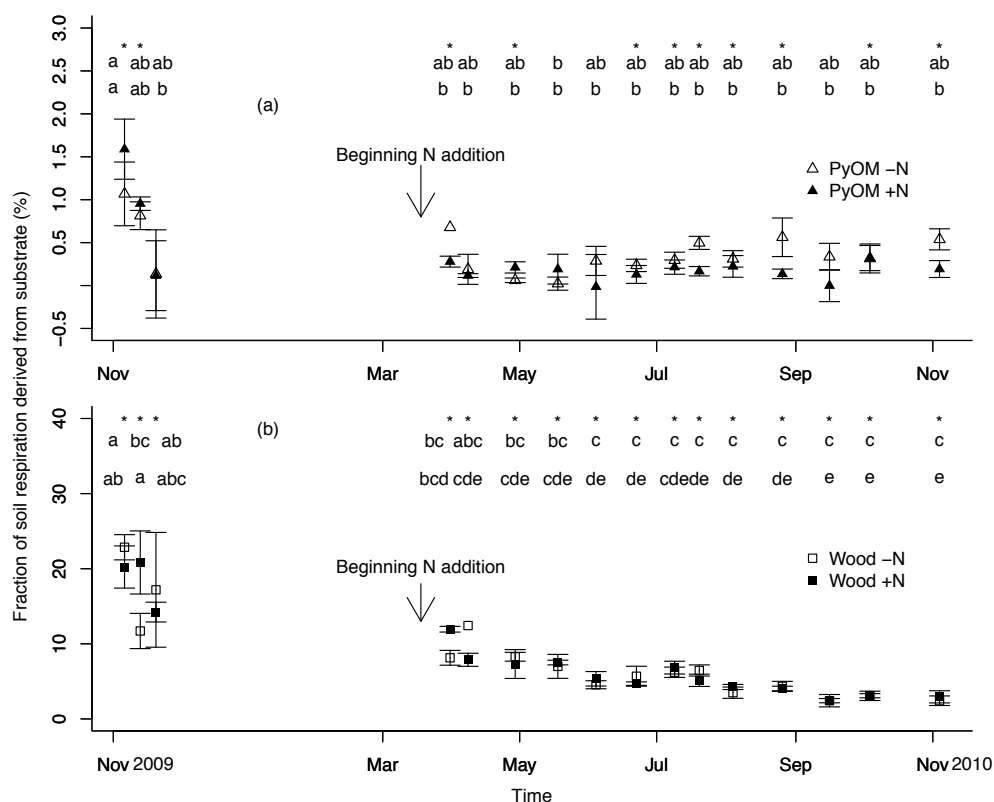 3.0
2.5
2.0
1.5
1.0
0.5
−0.5
* * * * * * * * * * *
a ab ab ab ab ab b ab ab ab ab ab ab ab ab ab
a ab b b b b b b b b b b b b b b
(a)
Beginning N addition
PyOM −N
PyOM +N
Nov Mar May Jul Sep Nov
Fraction of soil respiration derived from substrate (%)
40
30
20
10
0
* * * * * * * * * * * * * * * *
a bc ab bc abc bc bc c c c c c c c c c
ab a abc bcd cde cde cde de de cde de de de e e e
(b)
Beginning N addition
Wood −N
Wood +N
Nov 2009 Mar May Jul Sep Nov 2010
Time